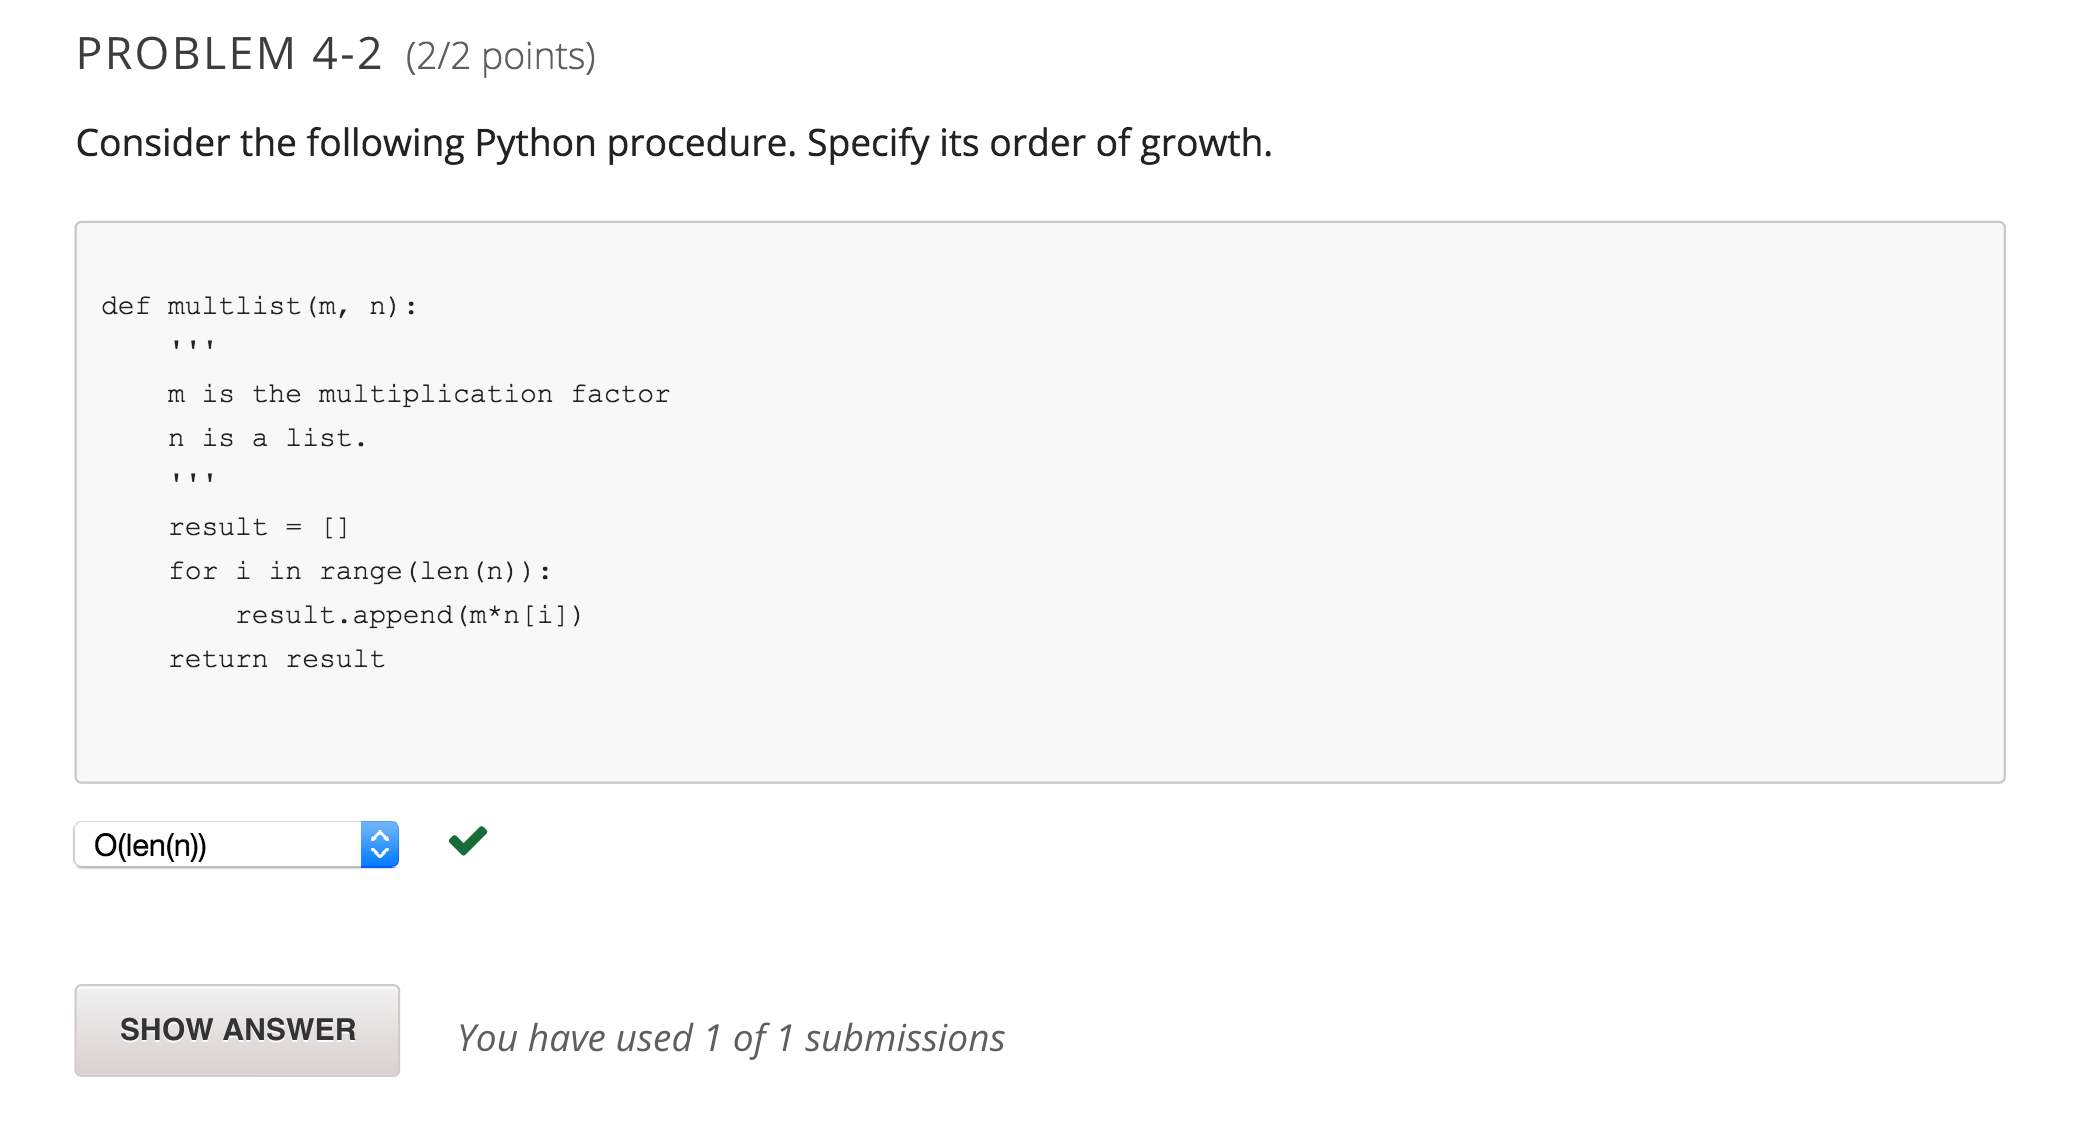 PROBLEM 4-2 (2/2 points)
Consider the following Python procedure. Specify its order of growth.
def multlist(m, n):
    '''
    m is the multiplication factor
    n is a list.
    '''
    result = []
    for i in range(len(n)):
        result.append(m*n[i])
    return result
O(len(n))
SHOW ANSWER You have used 1 of 1 submissions